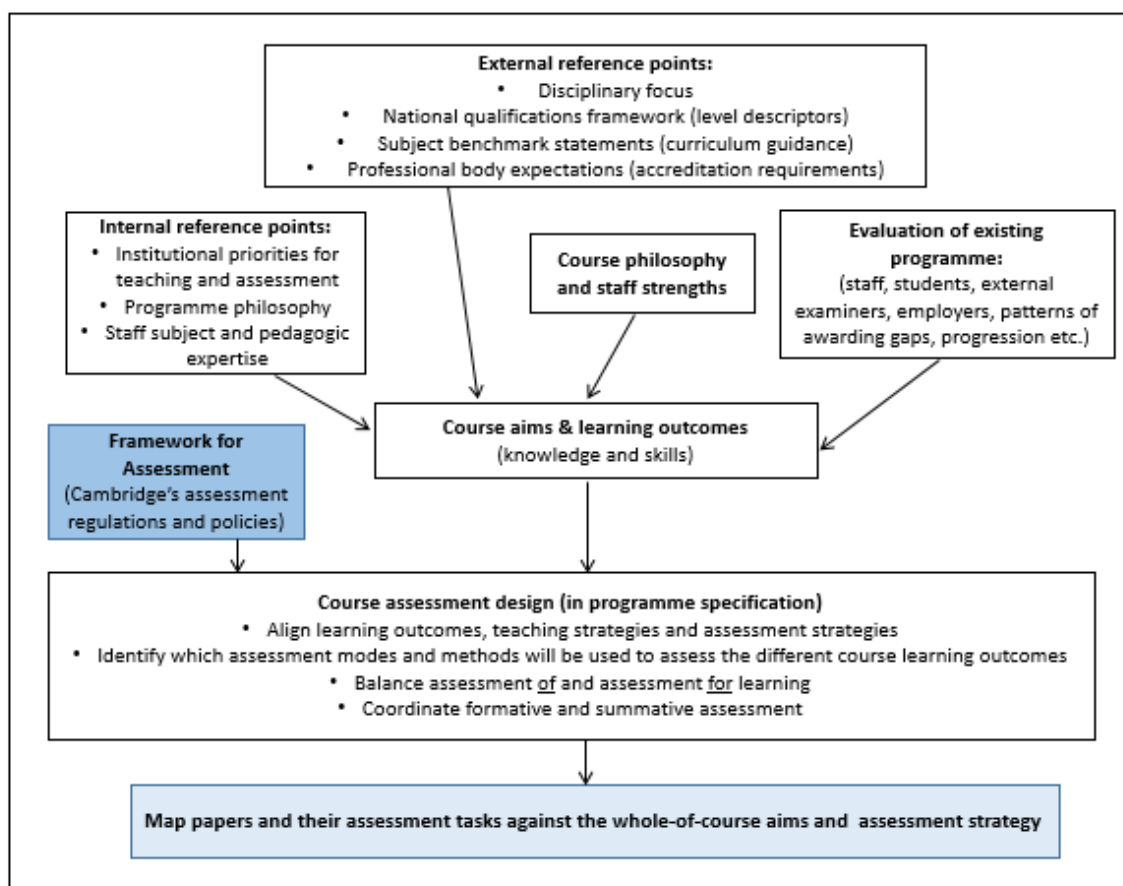 External reference points:
• Disciplinary focus
• National qualifications framework (level descriptors)
• Subject benchmark statements (curriculum guidance)
• Professional body expectations (accreditation requirements)
Internal reference points:
• Institutional priorities for
teaching and assessment
• Programme philosophy
• Staff subject and pedagogic
expertise
Course philosophy
and staff strengths
Evaluation of existing
programme:
(staff, students, external
examiners, employers, patterns of
awarding gaps, progression etc.)
Course aims & learning outcomes
(knowledge and skills)
Framework for
Assessment
(Cambridge's assessment
regulations and policies)
Course assessment design (in programme specification)
• Align learning outcomes, teaching strategies and assessment strategies
• Identify which assessment modes and methods will be used to assess the different course learning outcomes
• Balance assessment of and assessment for learning
• Coordinate formative and summative assessment
Map papers and their assessment tasks against the whole-of-course aims and assessment strategy